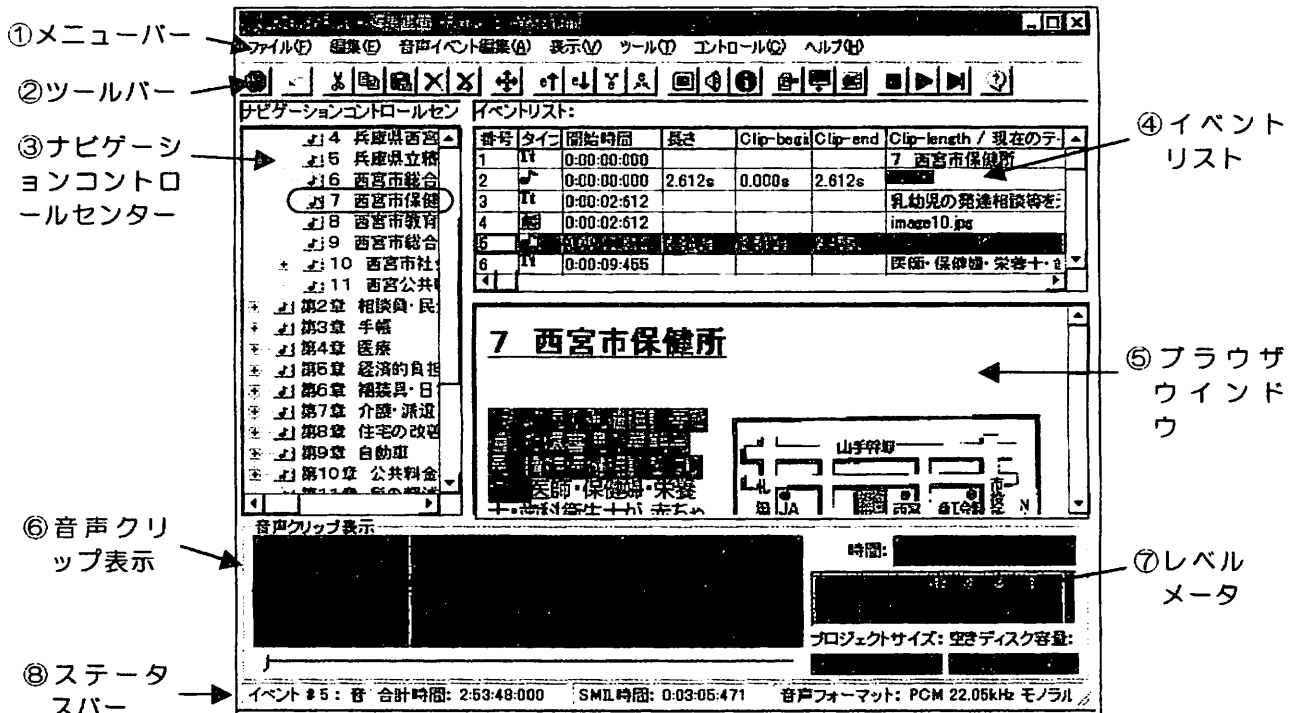 ①メニューバー
ファイル(F) 編集(E) 音声イベント編集(A) 表示(V) ツール(T) コントロール(C) ヘルプ(H)
②ツールバー
③ナビゲーションコントロールセンター
ナビゲーションコントロールセン
4 兵庫県西宮
5 兵庫県立
6 西宮市総合
7 西宮市保健
8 西宮市教育
9 西宮市総合
10 西宮市社
11 西宮公共
第2章 相談員・民
第3章 手帳
第4章 医療
第5章 経済的負担
第6章 補装具・日
第7章 介護・派遣
第8章 住宅の改
第9章 自動車
第10章 公共料金
イベントリスト:
番号 タイ 開始時間 長さ Clip-begi Clip-end Clip-length / 現在のテ
1 Tt 0:00:00:000 7 西宮市保健所
2 0:00:00:000 2.612s 0.000s 2.612s
3 Tt 0:00:02:612 乳幼児の発達相談等を
4 0:00:02:612 image10.jpg
5
6 Tt 0:00:09:455 医師・保健婦・栄養士・
④イベントリスト
7 西宮市保健所
医師・保健婦・栄養
士・歯科衛生士が
山手幹線
JA
N
⑤ブラウザウインドウ
⑥音声クリップ表示
音声クリップ表示
時間:
⑦レベルメータ
プロジェクトサイズ: 空きディスク容量:
⑧ステータスバー
イベント #5: 音 合計時間: 2:53:48:000 SMIL時間: 0:03:05:471 音声フォーマット: PCM 22.05kHz モノラル